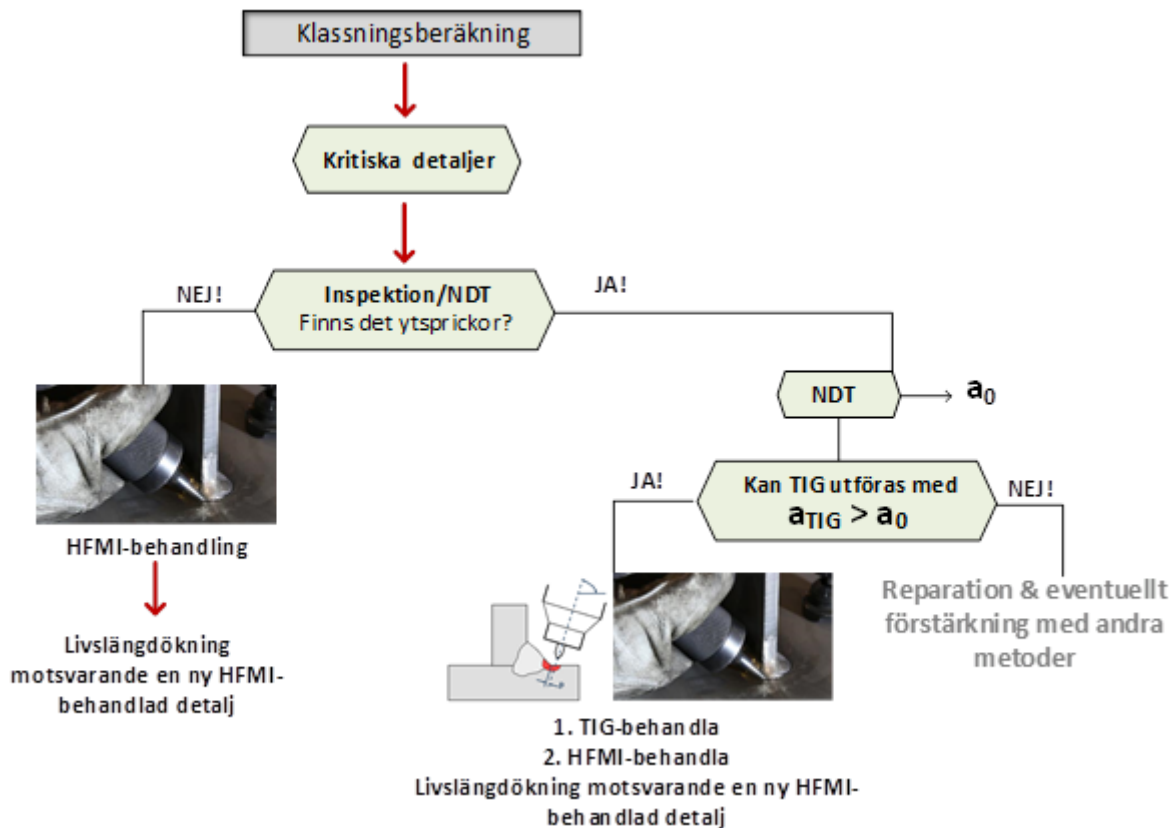 Klassningsberäkning
Kritiska detaljer
NEJ!
Inspektion/NDT
Finns det ytsprickor?
JA!
HFMI-behandling
Livslängdökning
motsvarande en ny HFMI-
behandlad detalj
NDT
a0
JA!
Kan TIG utföras med
aTIG > a0
NEJ!
Reparation & eventuellt
förstärkning med andra
metoder
1. TIG-behandla
2. HFMI-behandla
Livslängdökning motsvarande en ny HFMI-
behandlad detalj